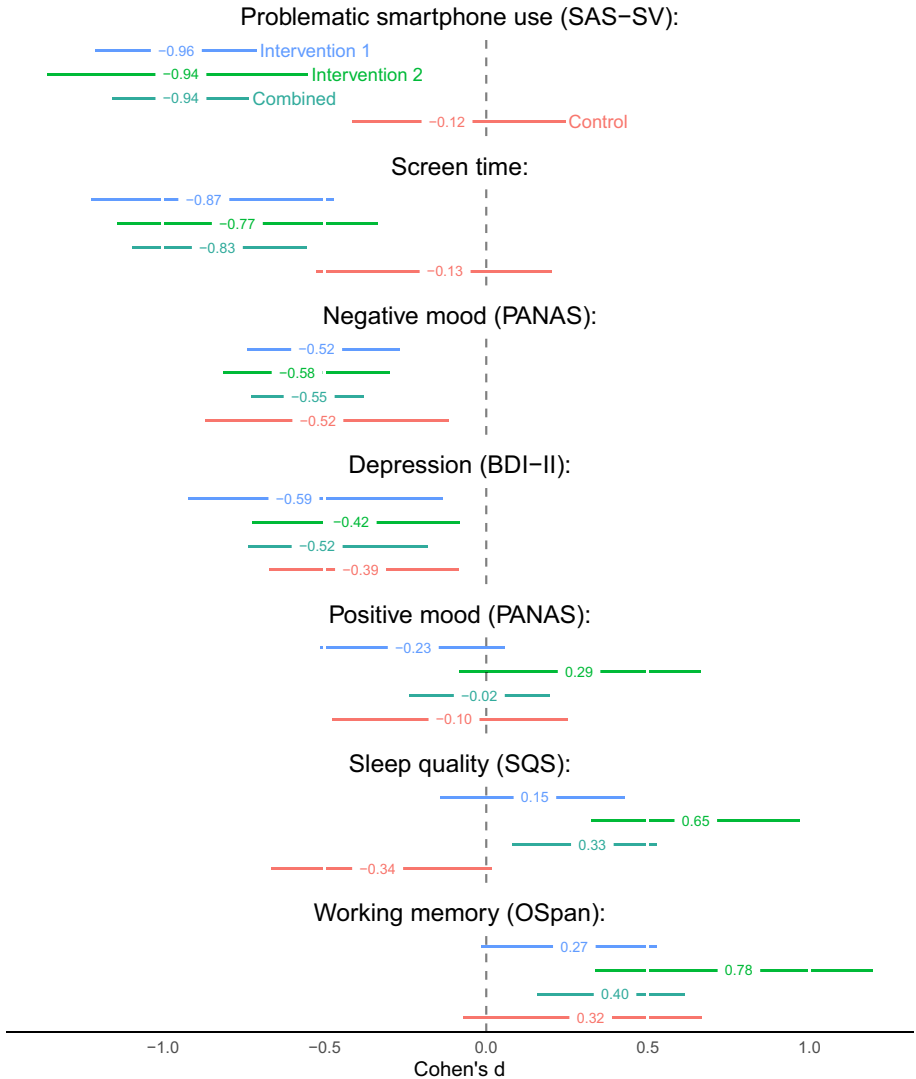 Problematic smartphone use (SAS−SV):
−0.96 Intervention 1
−0.94 Intervention 2
−0.94 Combined
−0.12 Control
Screen time:
−0.87
−0.77
−0.83
−0.13
Negative mood (PANAS):
−0.52
−0.58
−0.55
−0.52
Depression (BDI−II):
−0.59
−0.42
−0.52
−0.39
Positive mood (PANAS):
−0.23
0.29
−0.02
−0.10
Sleep quality (SQS):
0.15
0.65
0.33
−0.34
Working memory (OSpan):
0.27
0.78
0.40
0.32
−1.0 −0.5 0.0 0.5 1.0
Cohen's d